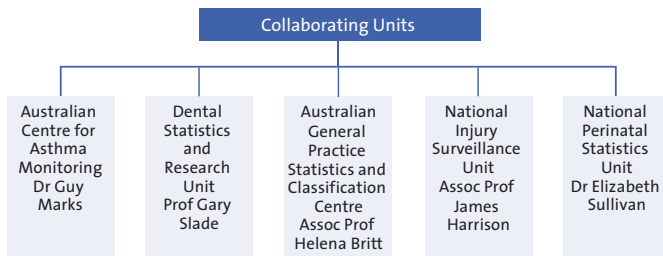 Collaborating Units
Australian
Centre for
Asthma
Monitoring
Dr Guy
Marks
Dental
Statistics
and
Research
Unit
Prof Gary
Slade
Australian
General
Practice
Statistics and
Classification
Centre
Assoc Prof
Helena Britt
National
Injury
Surveillance
Unit
Assoc Prof
James
Harrison
National
Perinatal
Statistics
Unit
Dr Elizabeth
Sullivan